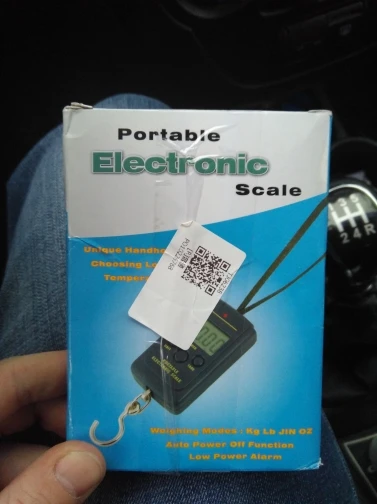 Portable
Electronic
Scale
Unique Handhe
Choosing L
Temper
Weighing Modes : Kg Lb JIN OZ
Auto Power Off Function
Low Power Alarm